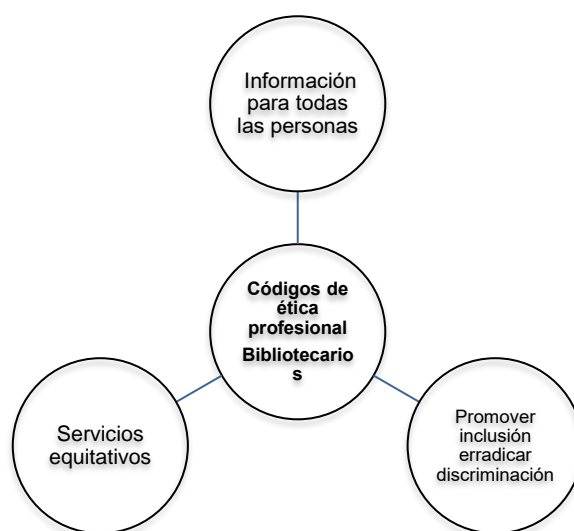 Información
para todas
las personas
Códigos de
ética
profesional
Bibliotecario
s
Servicios
equitativos
Promover
inclusión
erradicar
discriminación